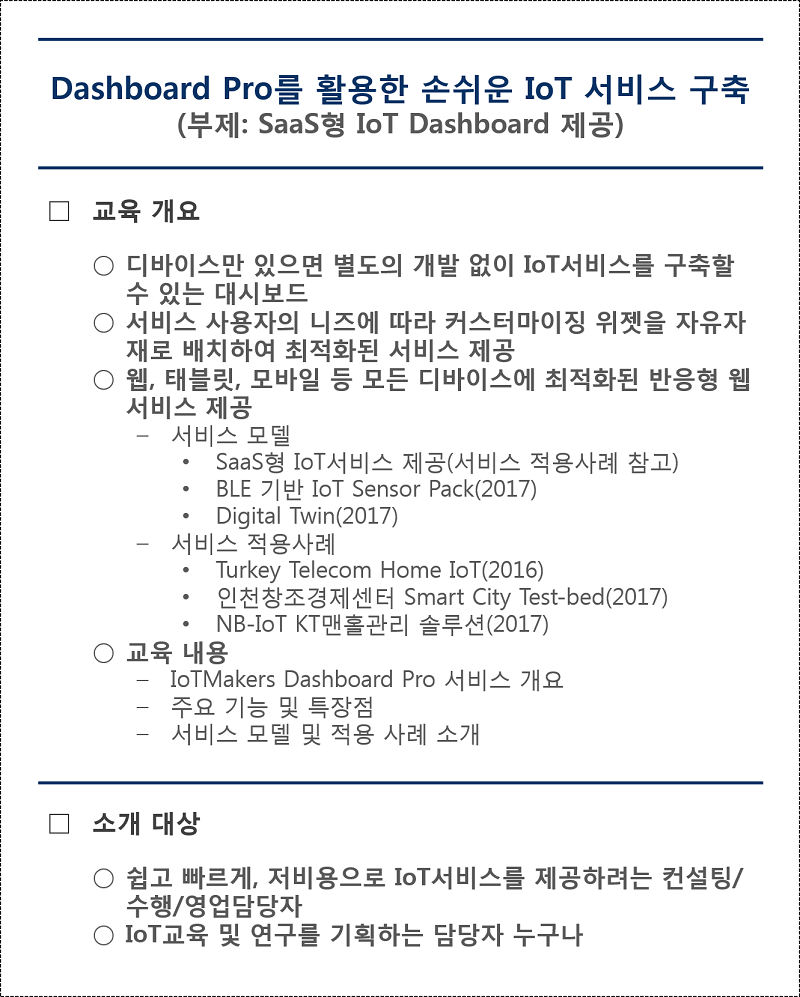 Dashboard Pro를 활용한 손쉬운 IoT 서비스 구축
(부제: SaaS형 IoT Dashboard 제공)
□ 교육 개요
○ 디바이스만 있으면 별도의 개발 없이 IoT서비스를 구축할
수 있는 대시보드
○ 서비스 사용자의 니즈에 따라 커스터마이징 위젯을 자유자
재로 배치하여 최적화된 서비스 제공
○ 웹, 태블릿, 모바일 등 모든 디바이스에 최적화된 반응형 웹
서비스 제공
– 서비스 모델
• SaaS형 IoT서비스 제공(서비스 적용사례 참고)
• BLE 기반 IoT Sensor Pack(2017)
• Digital Twin(2017)
– 서비스 적용사례
• Turkey Telecom Home IoT(2016)
• 인천창조경제센터 Smart City Test-bed(2017)
• NB-IoT KT맨홀관리 솔루션(2017)
○ 교육 내용
– IoTMakers Dashboard Pro 서비스 개요
– 주요 기능 및 특장점
– 서비스 모델 및 적용 사례 소개
□ 소개 대상
○ 쉽고 빠르게, 저비용으로 IoT서비스를 제공하려는 컨설팅/
수행/영업담당자
○ IoT교육 및 연구를 기획하는 담당자 누구나